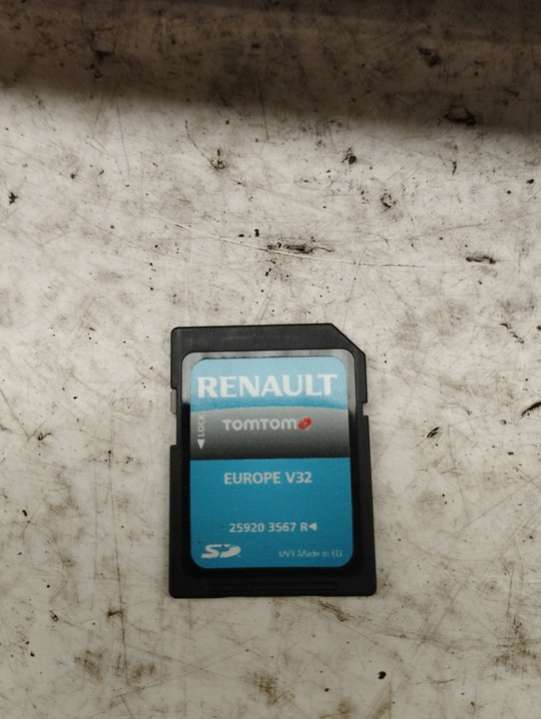 RENAULT
LOCK
TOMTOM
EUROPE V32
25920 3567 R◄
SD
Made in EU